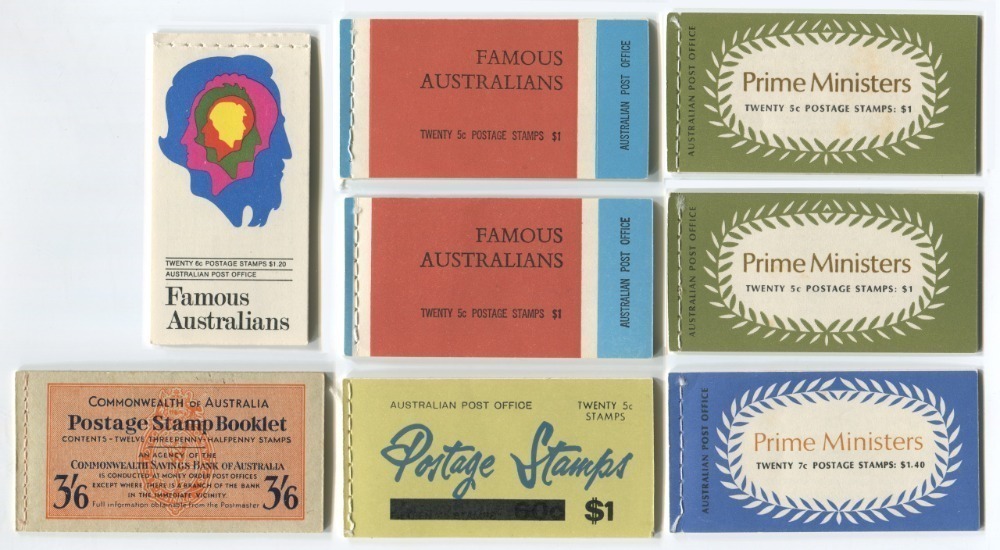 TWENTY 6c POSTAGE STAMPS $1.20
AUSTRALIAN POST OFFICE
Famous
Australians
FAMOUS
AUSTRALIANS
TWENTY 5c POSTAGE STAMPS $1
AUSTRALIAN POST OFFICE
AUSTRALIAN POST OFFICE
Prime Ministers
TWENTY 5c POSTAGE STAMPS: $1
FAMOUS
AUSTRALIANS
TWENTY 5c POSTAGE STAMPS $1
AUSTRALIAN POST OFFICE
AUSTRALIAN POST OFFICE
Prime Ministers
TWENTY 5c POSTAGE STAMPS: $1
COMMONWEALTH OF AUSTRALIA
Postage Stamp Booklet
CONTENTS - TWELVE THREEPENNY-HALFPENNY STAMPS
AN AGENCY OF THE
COMMONWEALTH SAVINGS BANK OF AUSTRALIA
IS CONDUCTED AT MONEY ORDER POST OFFICES
EXCEPT WHERE THERE IS A BRANCH OF THE BANK
IN THE IMMEDIATE VICINITY.
3/6 3/6
Full information obtainable from the Postmaster
AUSTRALIAN POST OFFICE
TWENTY 5c
STAMPS
Postage Stamps
60c $1
AUSTRALIAN POST OFFICE
Prime Ministers
TWENTY 7c POSTAGE STAMPS: $1.40